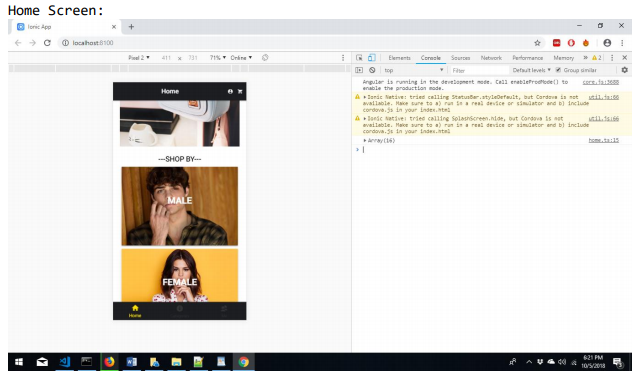 Home Screen:
Ionic App
localhost:8100
Pixel 2 ▼ 411 x 731 71% ▼ Online ▼
Elements Console Sources Network Performance Memory » 2
top Filter Default levels ▼ Group similar
Angular is running in the development mode. Call enableProdMode() to core.js:3688
enable the production mode.
Ionic Native: tried calling StatusBar.styleDefault, but Cordova is not util.js:66
available. Make sure to a) run in a real device or simulator and b) include
cordova.js in your index.html
Ionic Native: tried calling SplashScreen.hide, but Cordova is not util.js:66
available. Make sure to a) run in a real device or simulator and b) include
cordova.js in your index.html
Array(16) home.ts:15
Home
---SHOP BY---
MALE
FEMALE
Home
6:21 PM
10/5/2018